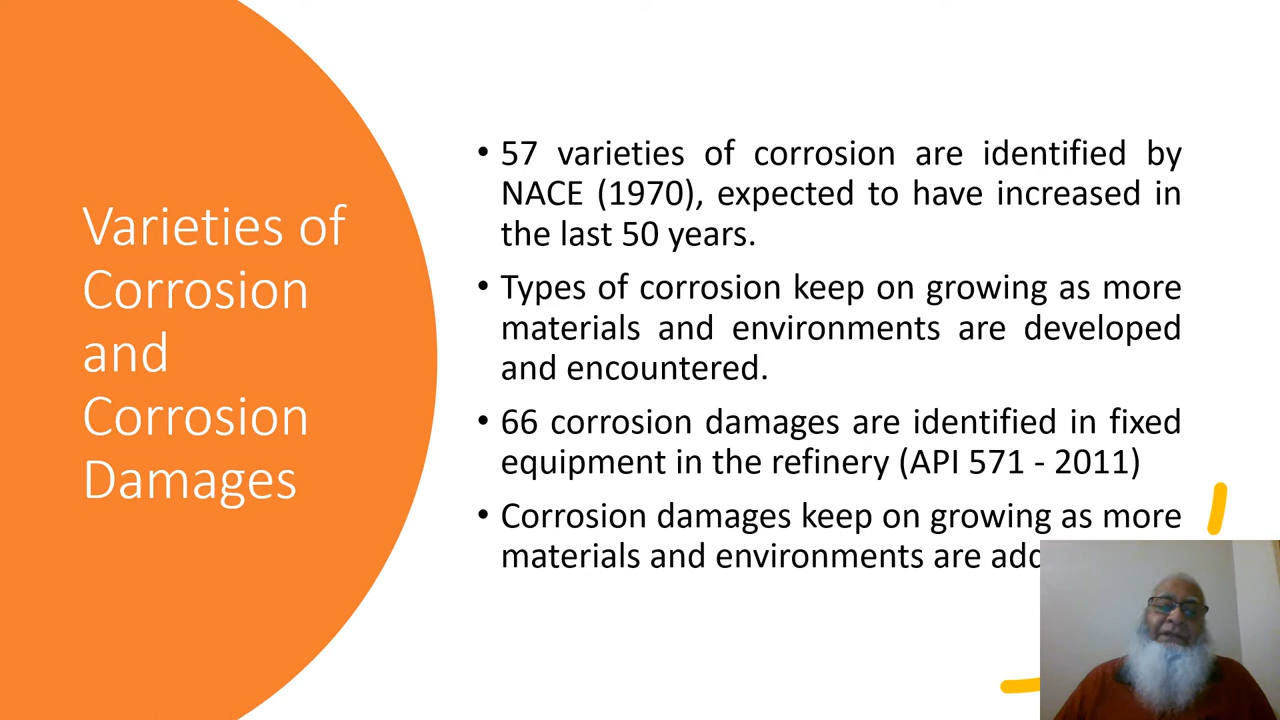 Varieties of
Corrosion
and
Corrosion
Damages
• 57 varieties of corrosion are identified by
NACE (1970), expected to have increased in
the last 50 years.
• Types of corrosion keep on growing as more
materials and environments are developed
and encountered.
• 66 corrosion damages are identified in fixed
equipment in the refinery (API 571 - 2011)
• Corrosion damages keep on growing as more
materials and environments are